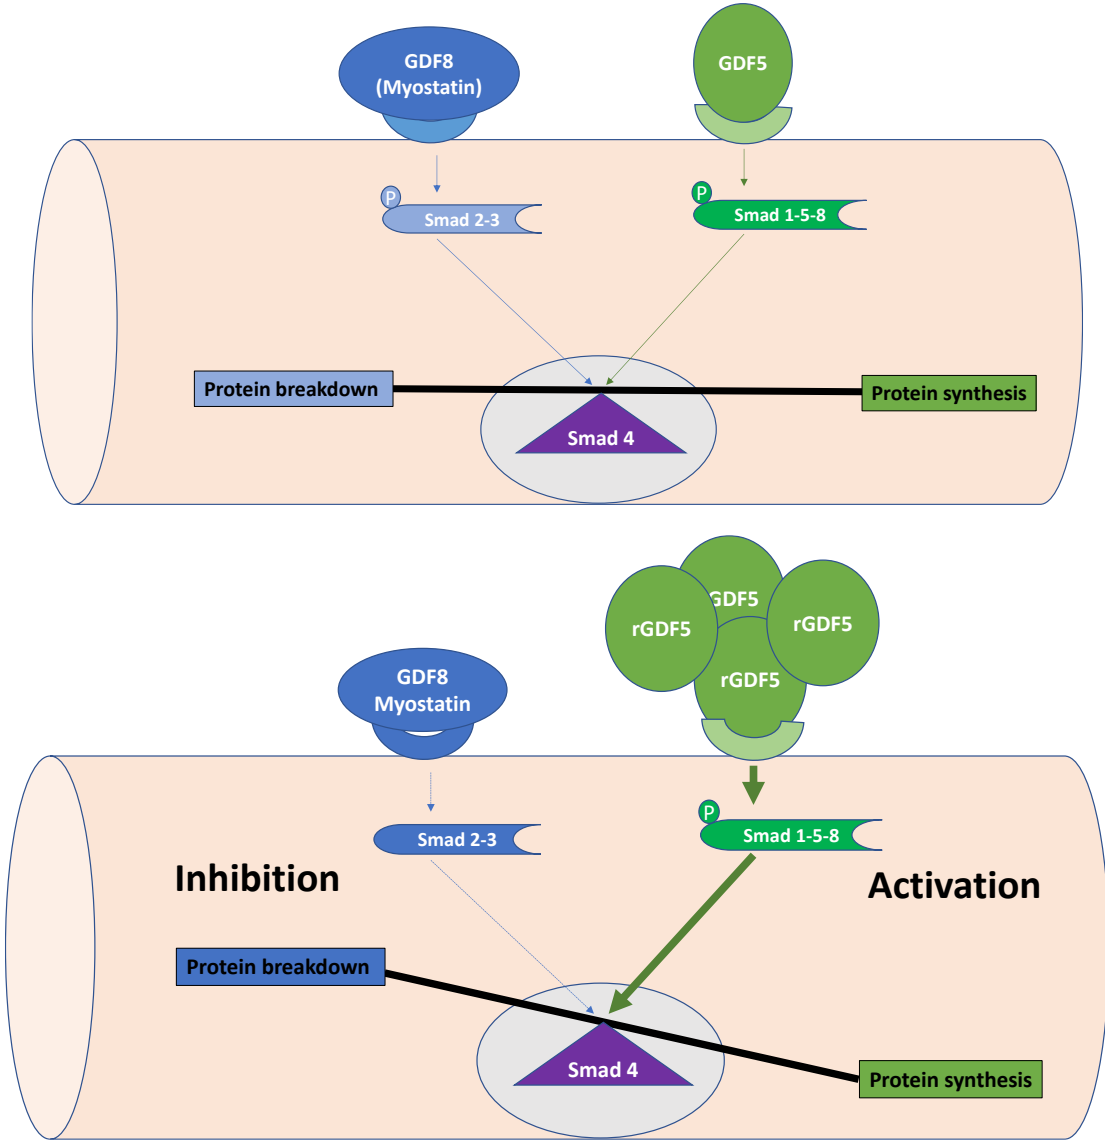 GDF8
(Myostatin)
GDF5
P
Smad 2-3
P
Smad 1-5-8
Protein breakdown
Protein synthesis
Smad 4
GDF5
rGDF5
rGDF5
rGDF5
GDF8
Myostatin
P
Smad 2-3
Smad 1-5-8
Inhibition
Activation
Protein breakdown
Smad 4
Protein synthesis